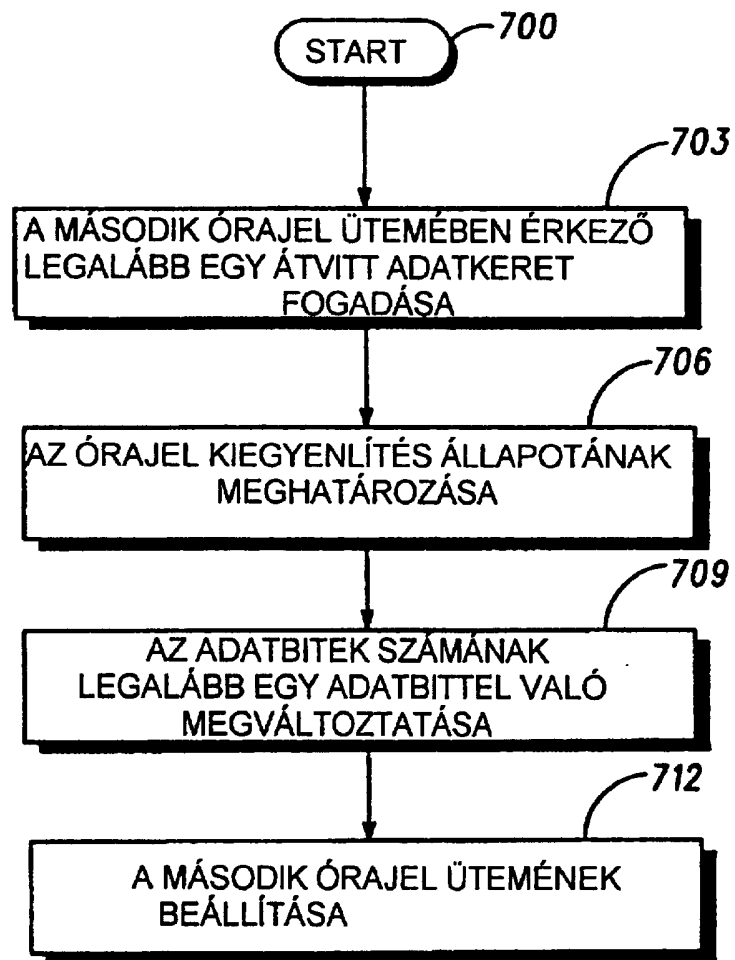 START
700
703
A MÁSODIK ÓRAJEL ÜTEMÉBEN ÉRKEZŐ
LEGALÁBB EGY ÁTVITT ADATKERET
FOGADÁSA
706
AZ ÓRAJEL KIEGYENLÍTÉS ÁLLAPOTÁNAK
MEGHATÁROZÁSA
709
AZ ADATBITEK SZÁMÁNAK
LEGALÁBB EGY ADATBITTEL VALÓ
MEGVÁLTOZTATÁSA
712
A MÁSODIK ÓRAJEL ÜTEMÉNEK
BEÁLLÍTÁSA